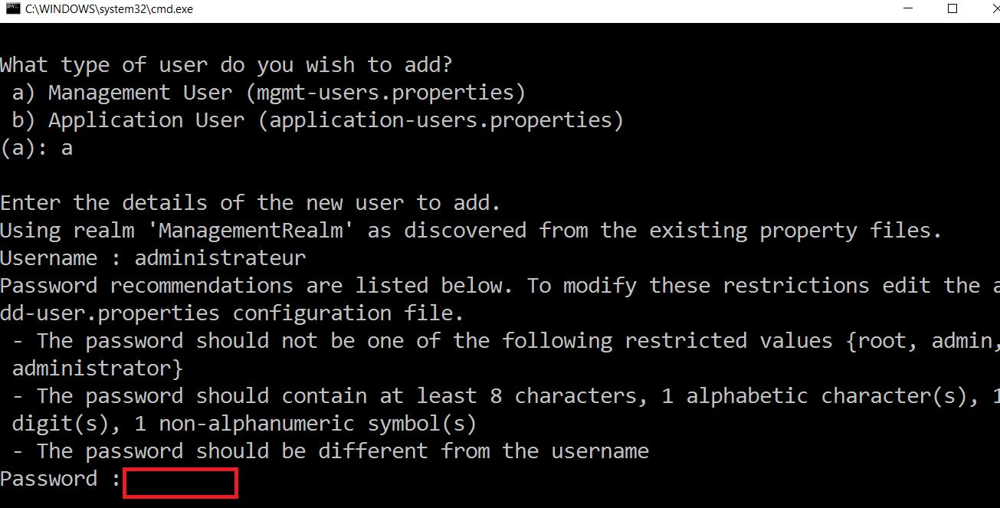 C:\WINDOWS\system32\cmd.exe
What type of user do you wish to add?
a) Management User (mgmt-users.properties)
b) Application User (application-users.properties)
(a): a
Enter the details of the new user to add.
Using realm 'ManagementRealm' as discovered from the existing property files.
Username : administrateur
Password recommendations are listed below. To modify these restrictions edit the a
dd-user.properties configuration file.
- The password should not be one of the following restricted values {root, admin,
administrator}
- The password should contain at least 8 characters, 1 alphabetic character(s), 1
digit(s), 1 non-alphanumeric symbol(s)
- The password should be different from the username
Password :